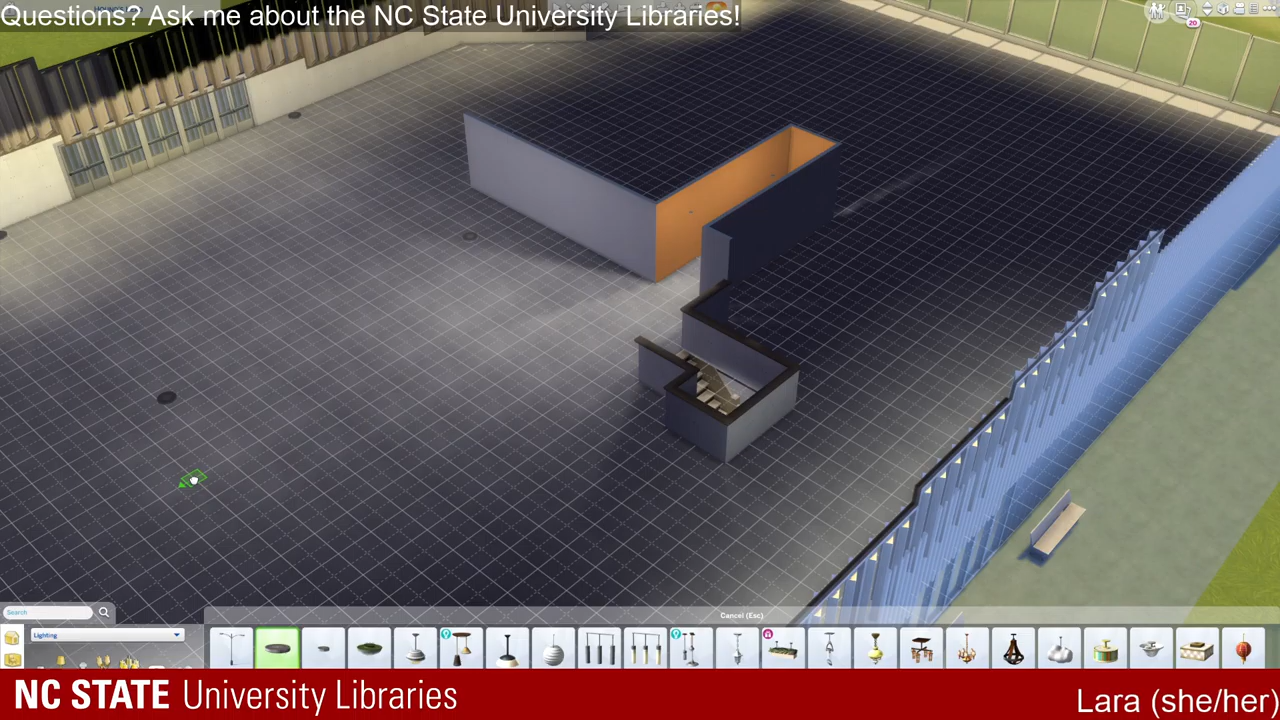 Questions? Ask me about the NC State University Libraries!
20
Cancel (Esc)
Search
Lighting
NC STATE University Libraries
Lara (she/her)